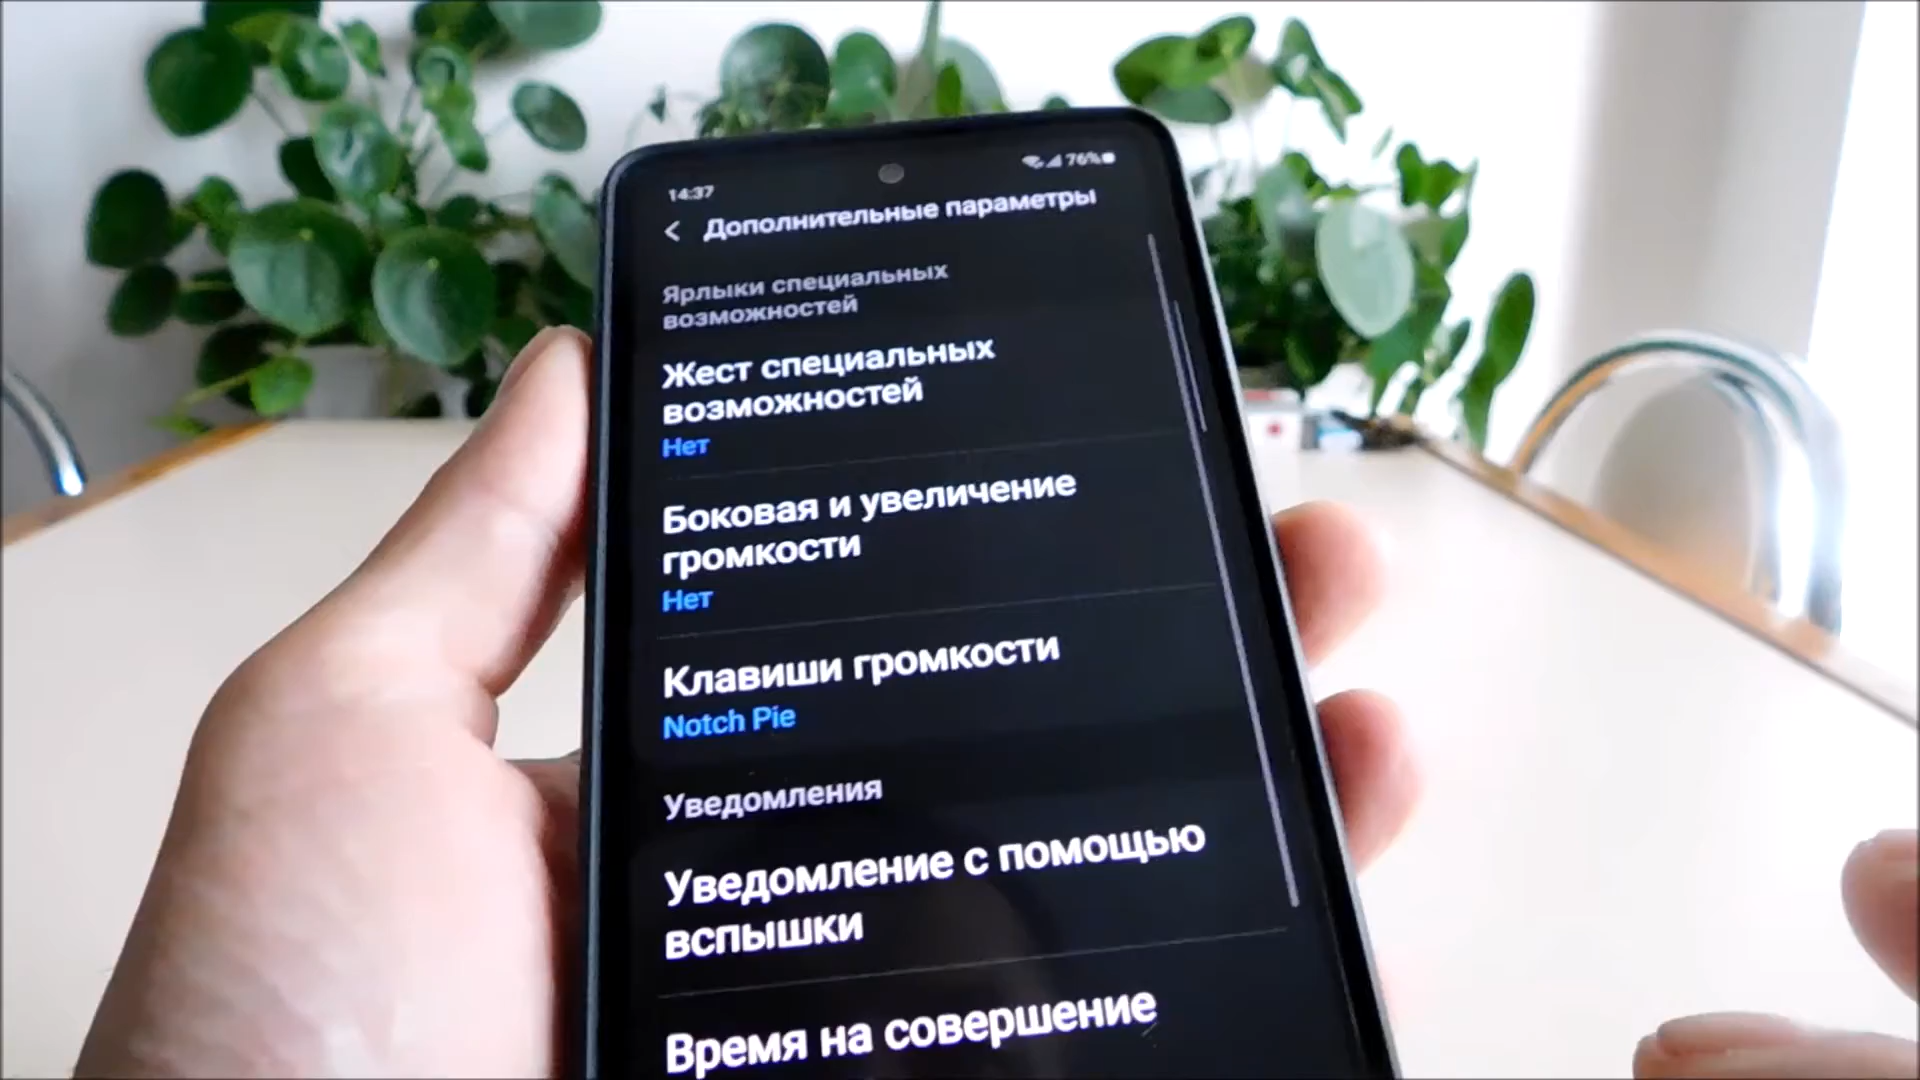 14:37
76%
Дополнительные параметры
Ярлыки специальных
возможностей
Жест специальных
возможностей
Нет
Боковая и увеличение
громкости
Нет
Клавиши громкости
Notch Pie
Уведомления
Уведомление с помощью
вспышки
Время на совершение